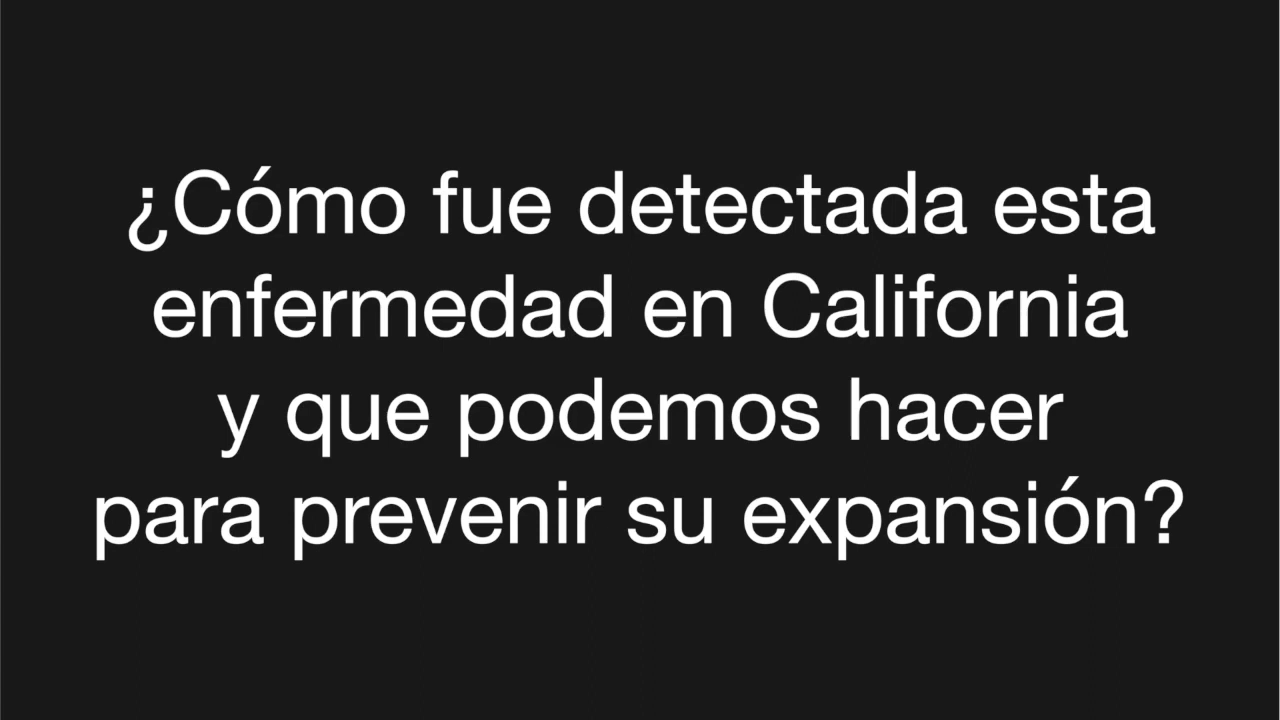 ¿Cómo fue detectada esta
enfermedad en California
y que podemos hacer
para prevenir su expansión?